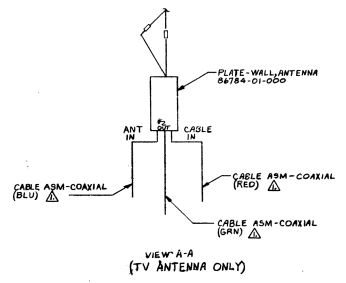 PLATE-WALL, ANTENNA
86784-01-000
#2
OUT
ANT
IN
CABLE
IN
CABLE ASM-COAXIAL
(BLU)
CABLE ASM-COAXIAL
(RED)
CABLE ASM-COAXIAL
(GRN)
VIEW A-A
(TV ANTENNA ONLY)